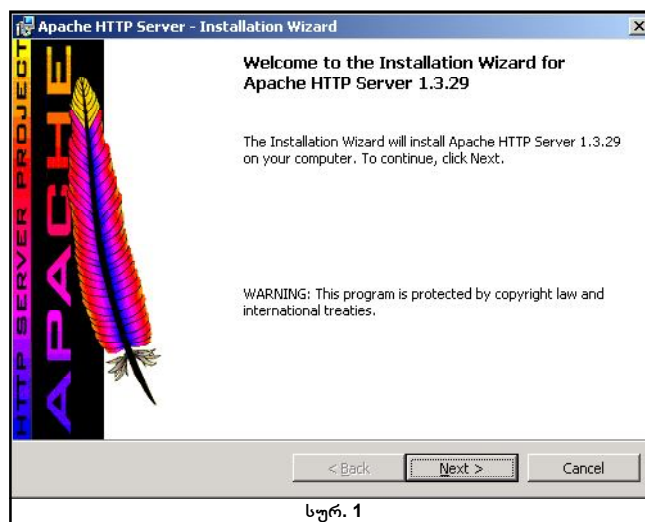 Apache HTTP Server - Installation Wizard
HTTP SERVER PROJECT
APACHE
Welcome to the Installation Wizard for
Apache HTTP Server 1.3.29
The Installation Wizard will install Apache HTTP Server 1.3.29
on your computer. To continue, click Next.
WARNING: This program is protected by copyright law and
international treaties.
< Back
Next >
Cancel
სურ. 1